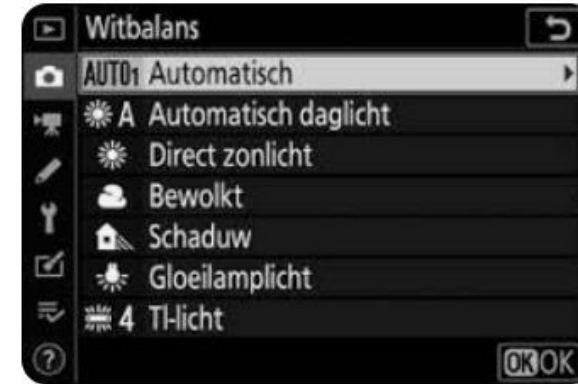 Witbalans
AUTO1 Automatisch
A Automatisch daglicht
Direct zonlicht
Bewolkt
Schaduw
Gloeilamplicht
4 Tl-licht
OK OK